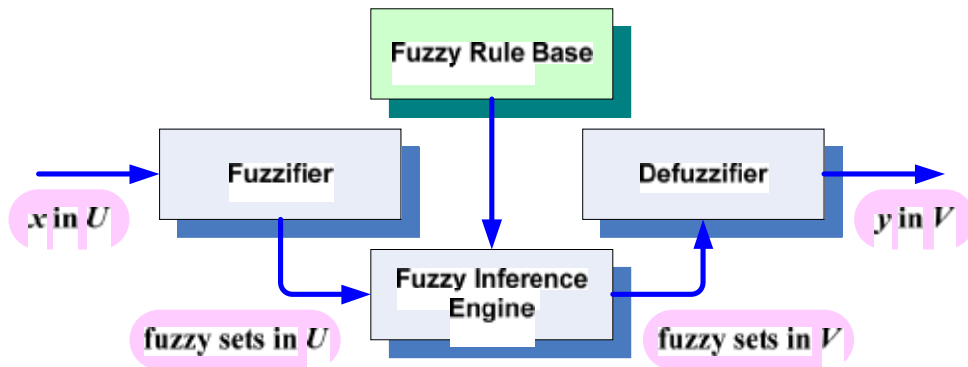 Fuzzy Rule Base
Fuzzifier
Defuzzifier
x in U
y in V
Fuzzy Inference
Engine
fuzzy sets in U
fuzzy sets in V